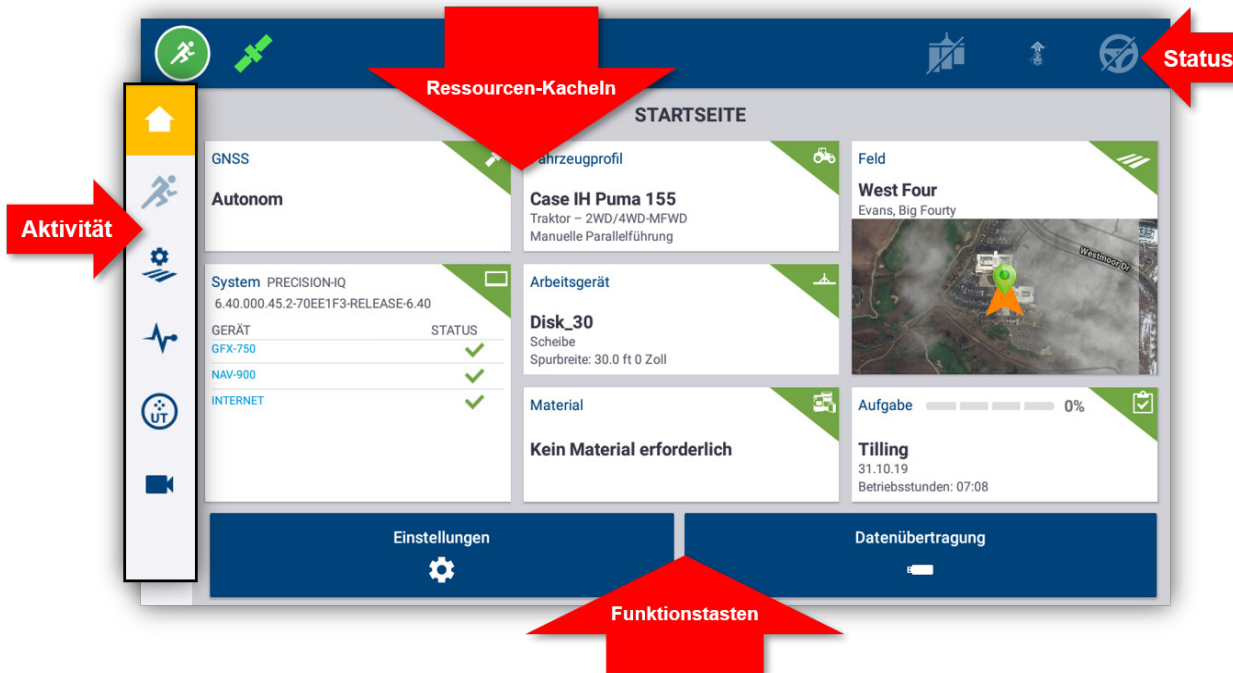 Ressourcen-Kacheln
Status
STARTSEITE
Aktivität
GNSS
Autonom
Fahrzeugprofil
Case IH Puma 155
Traktor – 2WD/4WD-MFWD
Manuelle Parallelführung
Feld
West Four
Evans, Big Fourty
Westmoor Dr
System PRECISION-IQ
6.40.000.45.2-70EE1F3-RELEASE-6.40
GERÄT STATUS
GFX-750
NAV-900
INTERNET
Arbeitsgerät
Disk_30
Scheibe
Spurbreite: 30.0 ft 0 Zoll
Material
Kein Material erforderlich
Aufgabe 0%
Tilling
31.10.19
Betriebsstunden: 07:08
UT
Einstellungen
Datenübertragung
Funktionstasten